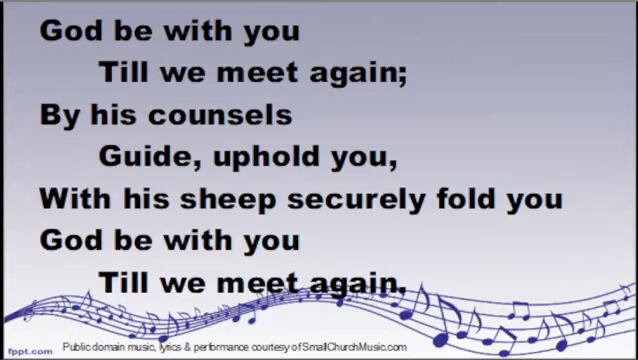 God be with you
Till we meet again;
By his counsels
Guide, uphold you,
With his sheep securely fold you
God be with you
Till we meet again.
fppt.com
Public domain music, lyrics & performance courtesy of SmallChurchMusic.com